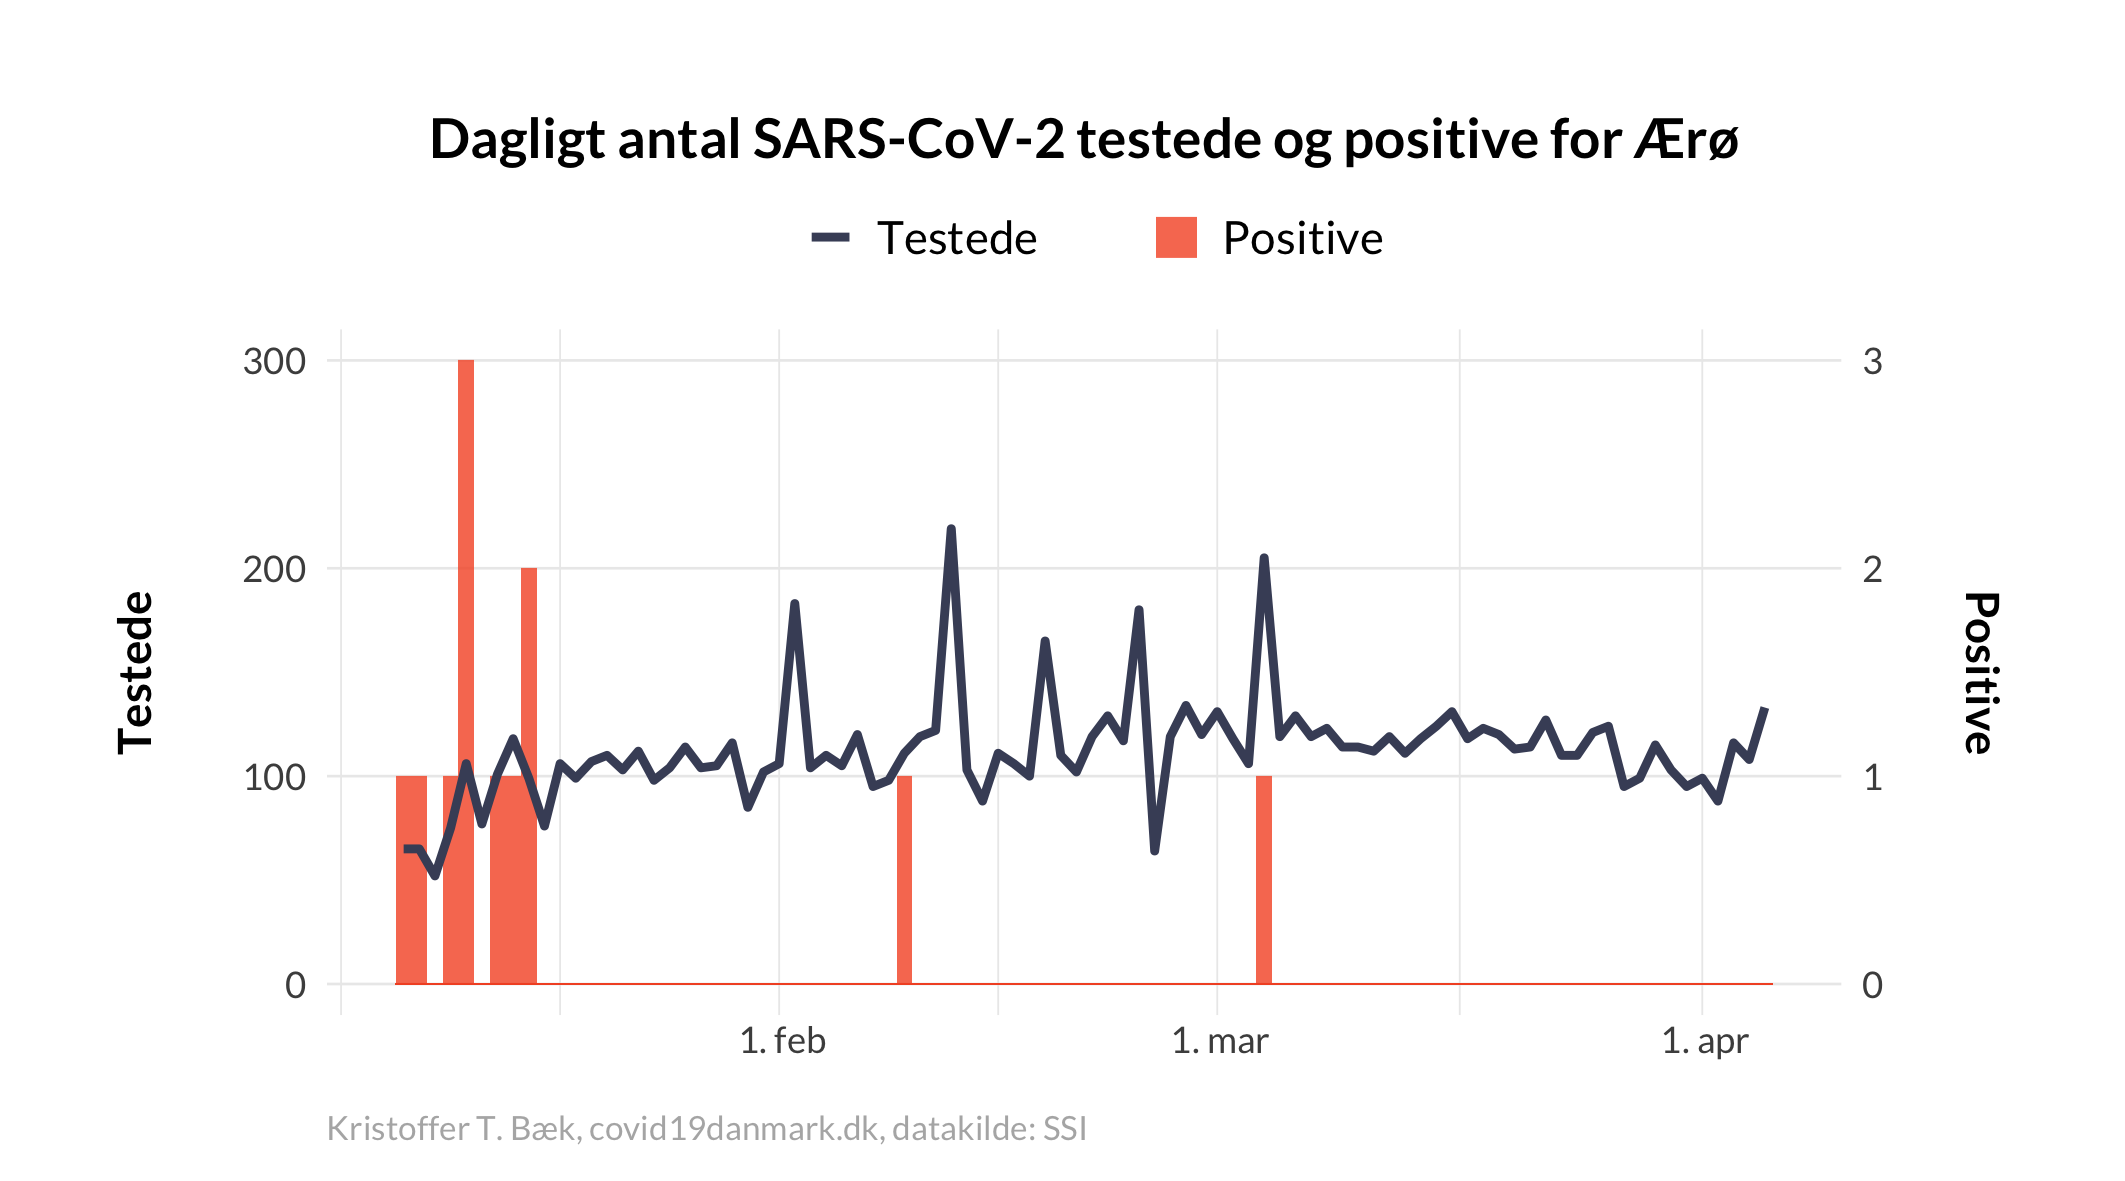 Dagligt antal SARS-CoV-2 testede og positive for Ærø
Testede
Positive
300
200
100
0
3
2
1
0
Testede
Positive
1. feb
1. mar
1. apr
Kristoffer T. Bæk, covid19danmark.dk, datakilde: SSI